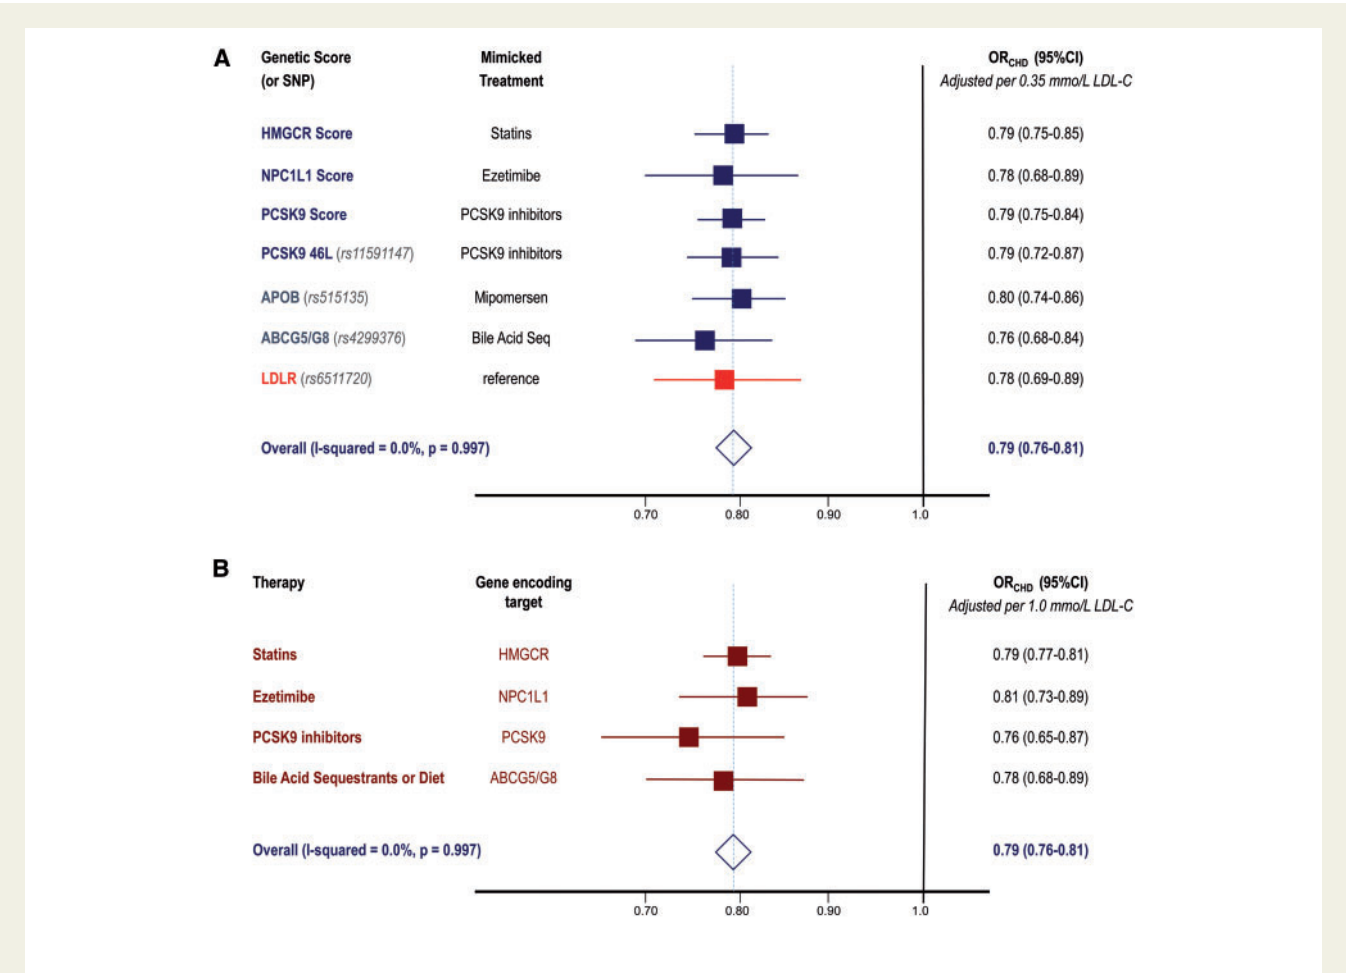 A
Genetic Score (or SNP) Mimicked Treatment OR_CHD (95%CI)
Adjusted per 0.35 mmo/L LDL-C
HMGCR Score Statins 0.79 (0.75-0.85)
NPC1L1 Score Ezetimibe 0.78 (0.68-0.89)
PCSK9 Score PCSK9 inhibitors 0.79 (0.75-0.84)
PCSK9 46L (rs11591147) PCSK9 inhibitors 0.79 (0.72-0.87)
APOB (rs515135) Mipomersen 0.80 (0.74-0.86)
ABCG5/G8 (rs4299376) Bile Acid Seq 0.76 (0.68-0.84)
LDLR (rs6511720) reference 0.78 (0.69-0.89)
Overall (I-squared = 0.0%, p = 0.997) 0.79 (0.76-0.81)
0.70 0.80 0.90 1.0
B
Therapy Gene encoding target OR_CHD (95%CI)
Adjusted per 1.0 mmo/L LDL-C
Statins HMGCR 0.79 (0.77-0.81)
Ezetimibe NPC1L1 0.81 (0.73-0.89)
PCSK9 inhibitors PCSK9 0.76 (0.65-0.87)
Bile Acid Sequestrants or Diet ABCG5/G8 0.78 (0.68-0.89)
Overall (I-squared = 0.0%, p = 0.997) 0.79 (0.76-0.81)
0.70 0.80 0.90 1.0